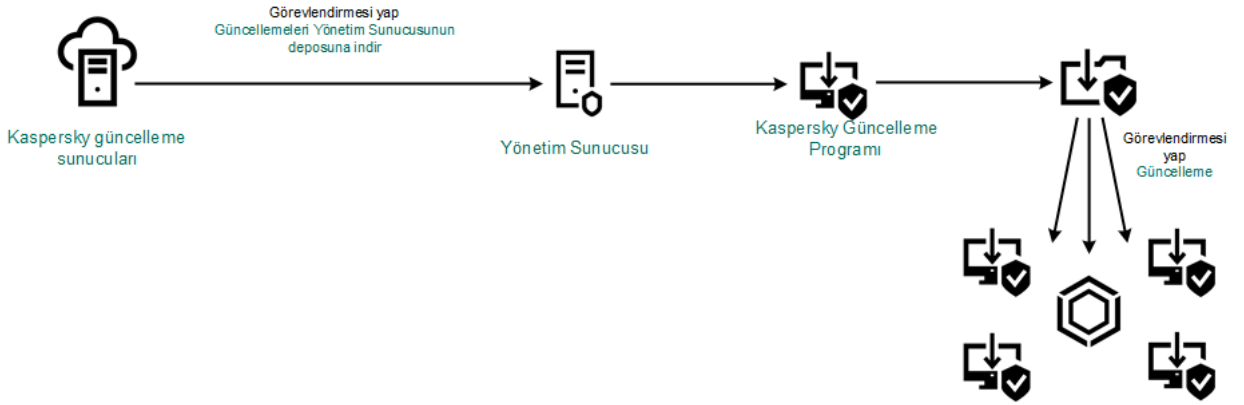 Görevlendirmesi yap
Güncellemeleri Yönetim Sunucusunun
deposuna indir
Kaspersky güncelleme
sunucuları
Yönetim Sunucusu
Kaspersky Güncelleme
Programı
Görevlendirmesi
yap
Güncelleme